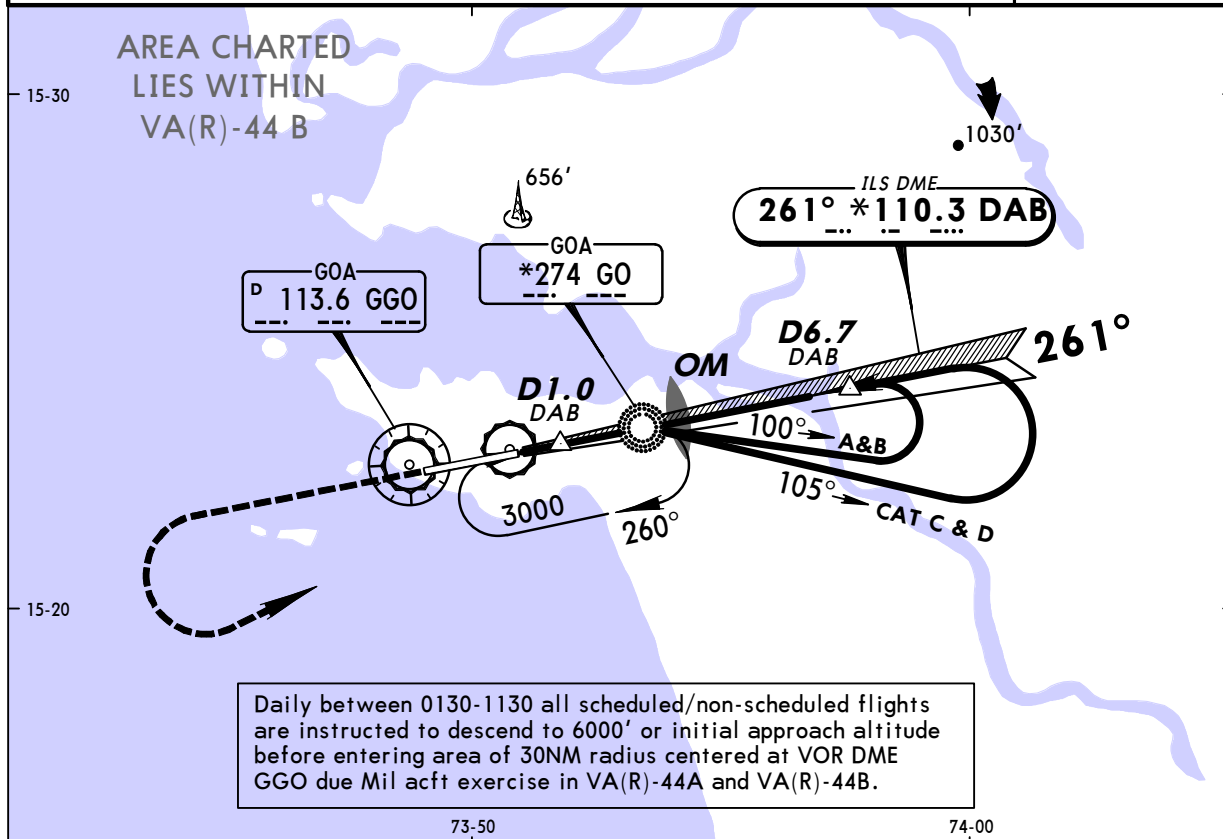 AREA CHARTED
LIES WITHIN
VA(R)-44 B
15-30
1030'
656'
ILS DME
261° *110.3 DAB
GOA
*274 GO
GOA
D 113.6 GGO
D6.7
DAB
261°
OM
D1.0
DAB
100°
A&B
105°
CAT C & D
3000
260°
15-20
Daily between 0130-1130 all scheduled/non-scheduled flights
are instructed to descend to 6000' or initial approach altitude
before entering area of 30NM radius centered at VOR DME
GGO due Mil acft exercise in VA(R)-44A and VA(R)-44B.
73-50
74-00